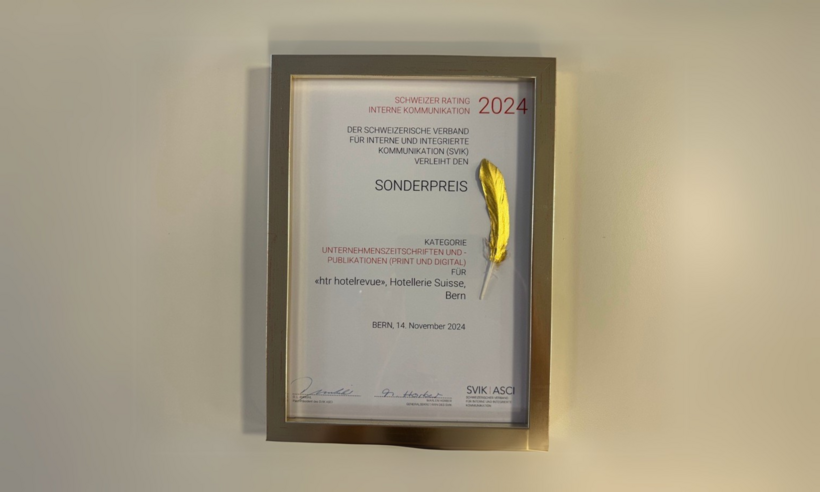 SCHWEIZER RATING
INTERNE KOMMUNIKATION 2024
DER SCHWEIZERISCHE VERBAND
FÜR INTERNE UND INTEGRIERTE
KOMMUNIKATION (SVIK)
VERLEIHT DEN
SONDERPREIS
KATEGORIE
UNTERNEHMENSZEITSCHRIFTEN UND -
PUBLIKATIONEN (PRINT UND DIGITAL)
FÜR
«htr hotelrevue», Hotellerie Suisse,
Bern
BERN, 14. November 2024
SVIK | ASCI